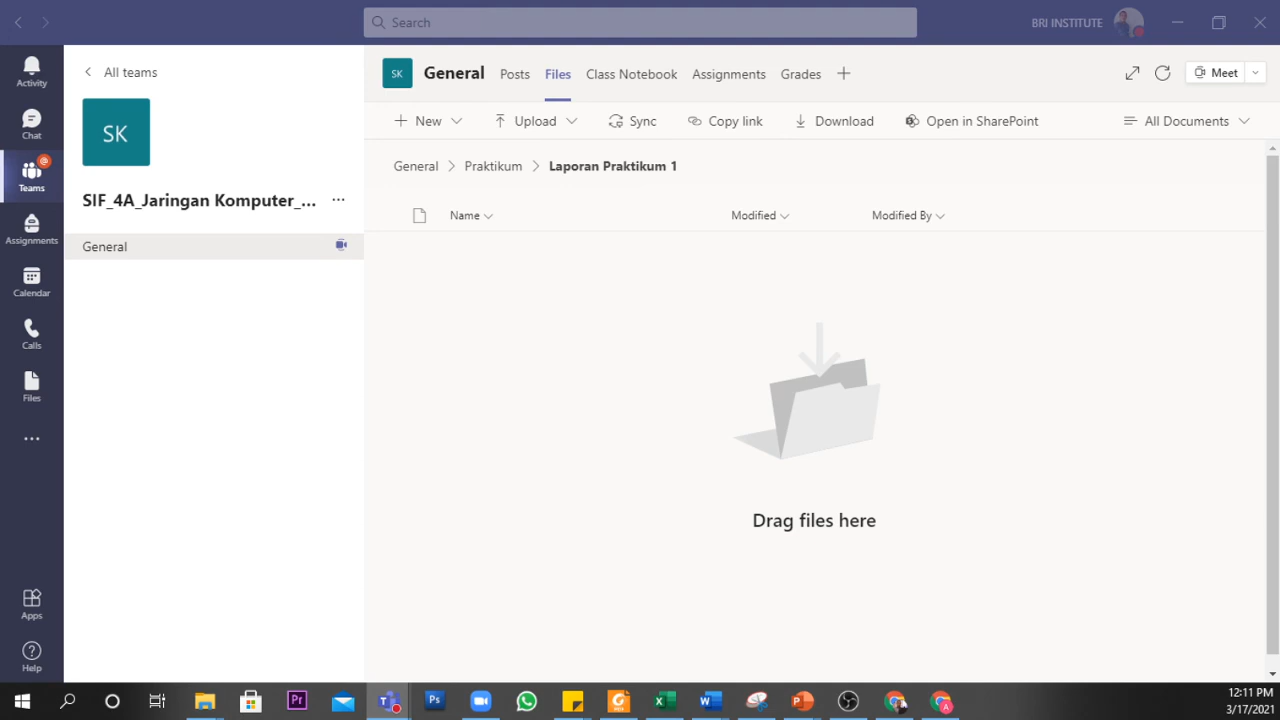 Search
BRI INSTITUTE
Activity
Chat
Teams
Assignments
Calendar
Calls
Files
Apps
Help
All teams
SK
SIF_4A_Jaringan Komputer_...
General
SK General Posts Files Class Notebook Assignments Grades Meet
New Upload Sync Copy link Download Open in SharePoint All Documents
General > Praktikum > Laporan Praktikum 1
Name Modified Modified By
Drag files here
12:11 PM
3/17/2021